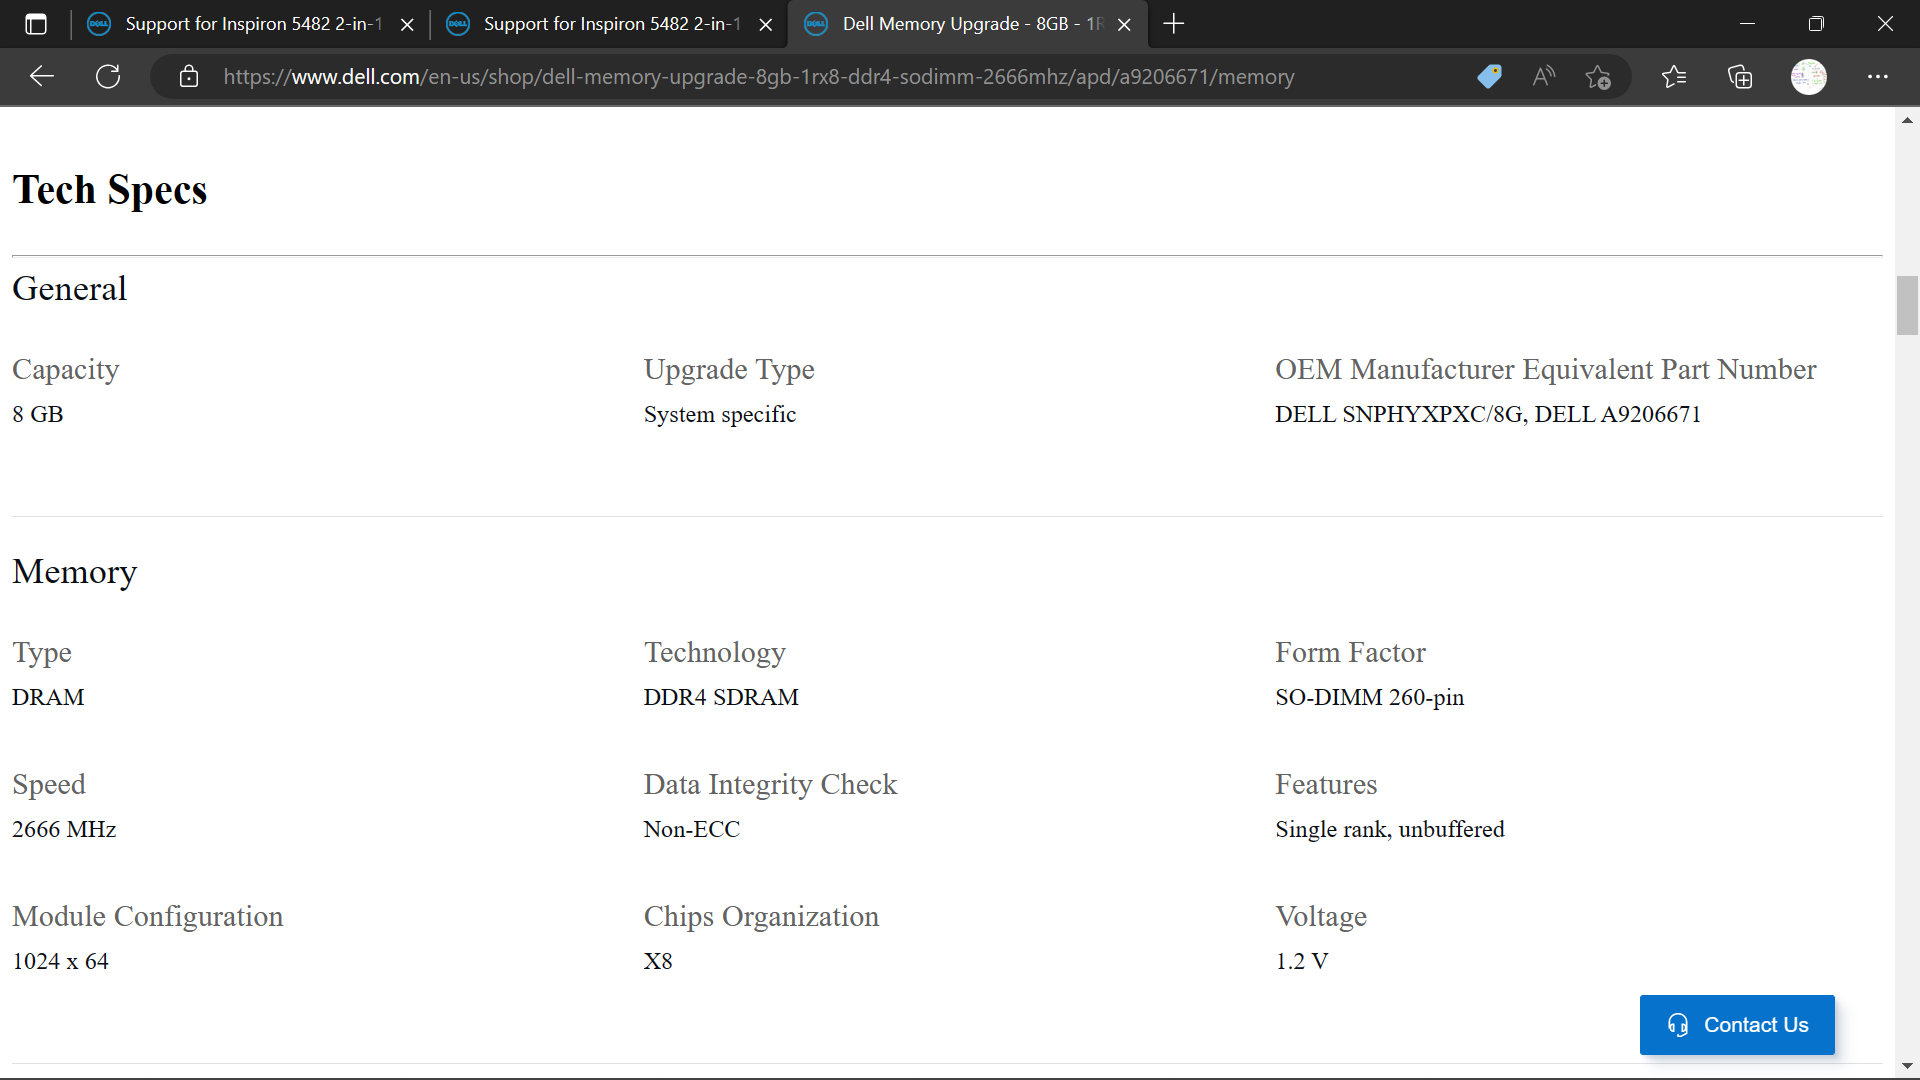 Support for Inspiron 5482 2-in-1
Support for Inspiron 5482 2-in-1
Dell Memory Upgrade - 8GB - 1R
https://www.dell.com/en-us/shop/dell-memory-upgrade-8gb-1rx8-ddr4-sodimm-2666mhz/apd/a9206671/memory
Tech Specs
General
Capacity
8 GB
Upgrade Type
System specific
OEM Manufacturer Equivalent Part Number
DELL SNPHYXPXC/8G, DELL A9206671
Memory
Type
DRAM
Technology
DDR4 SDRAM
Form Factor
SO-DIMM 260-pin
Speed
2666 MHz
Data Integrity Check
Non-ECC
Features
Single rank, unbuffered
Module Configuration
1024 x 64
Chips Organization
X8
Voltage
1.2 V
Contact Us